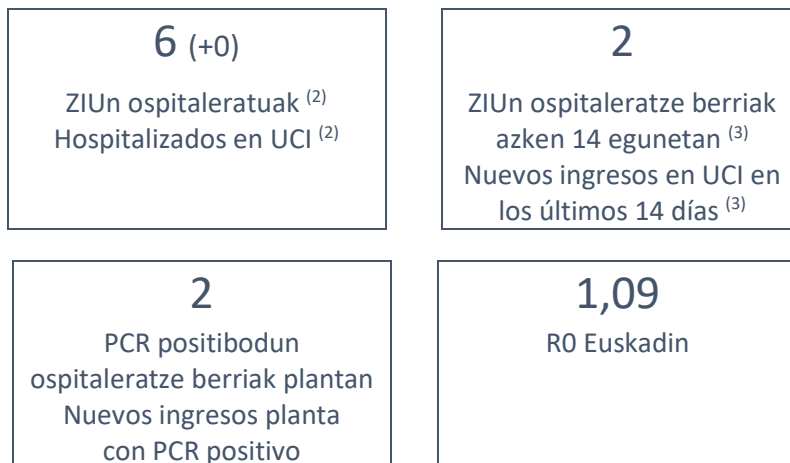 6 (+0)
ZIUn ospitaleratuak (2)
Hospitalizados en UCI (2)
2
ZIUn ospitaleratze berriak
azken 14 egunetan (3)
Nuevos ingresos en UCI en
los últimos 14 días (3)
2
PCR positibodun
ospitaleratze berriak plantan
Nuevos ingresos planta
con PCR positivo
1,09
R0 Euskadin